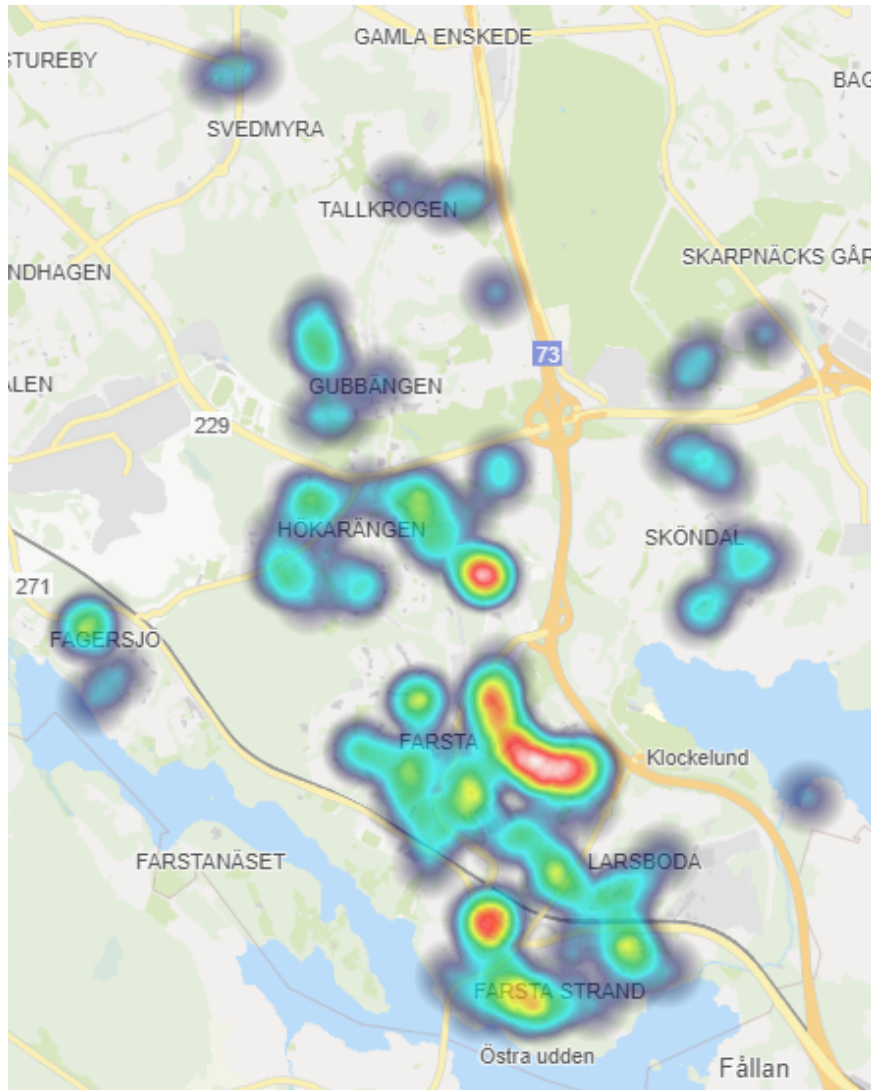 GAMLA ENSKEDE
STUREBY
BAG
SVEDMYRA
TALLKROGEN
SKARPNÄCKS GÅR
NDHAGEN
73
GUBBÄNGEN
ALEN
229
HÖKARÄNGEN
SKÖNDAL
271
FAGERSJÖ
FARSTA
Klockelund
FARSTANÄSET
LARSBODA
FARSTA STRAND
Östra udden
Fållan